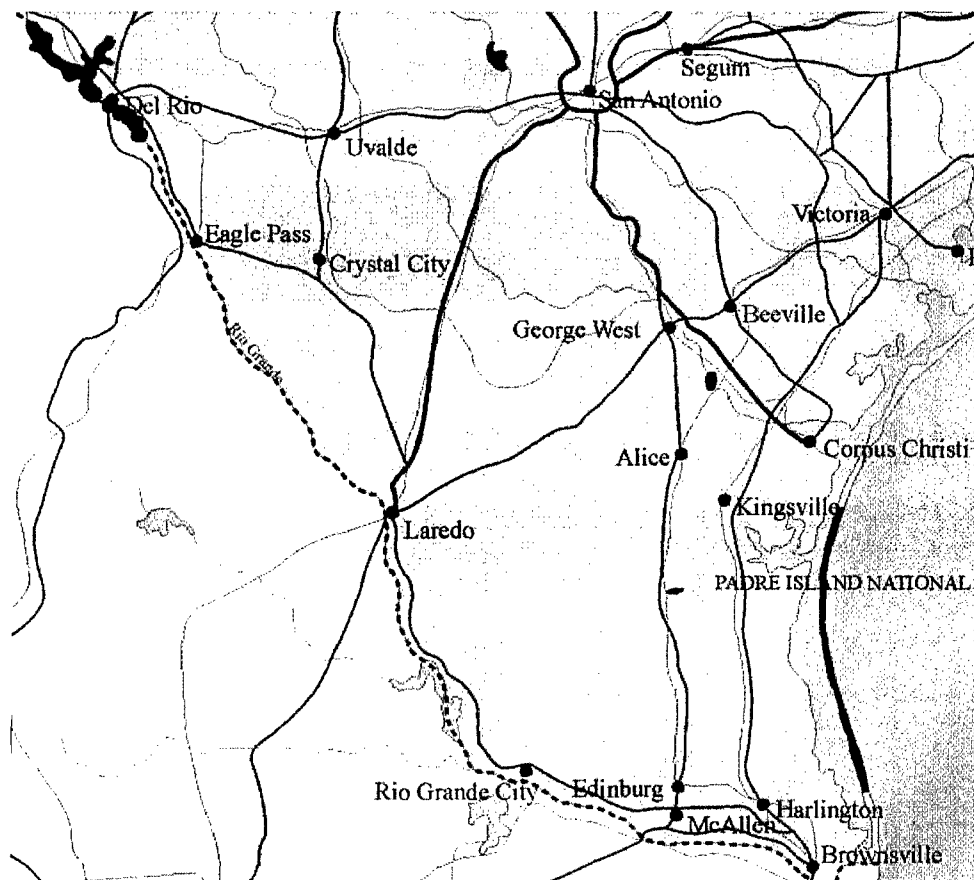 Seguin
Del Rio
San Antonio
Uvalde
Victoria
Eagle Pass
Crystal City
Beeville
George West
Rio Grande
Corpus Christi
Alice
Kingsville
Laredo
PADRE ISLAND NATIONAL
Rio Grande City
Edinburg
Harlington
McAllen
Brownsville